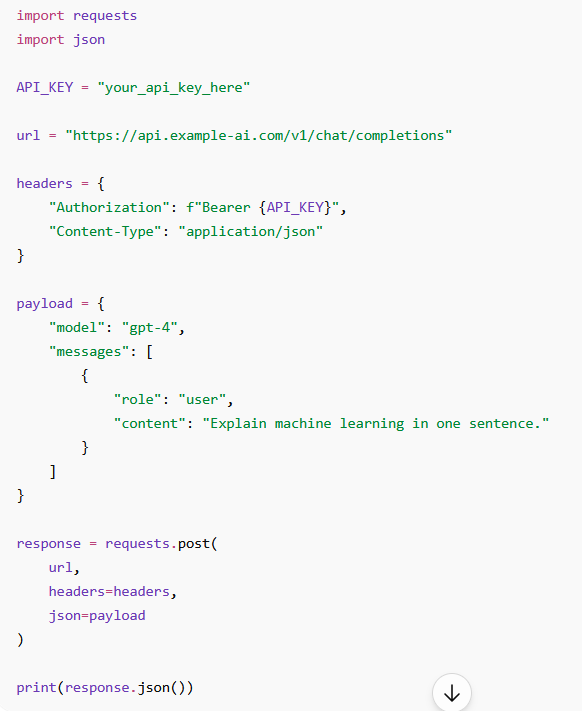 import requests
import json
API_KEY = "your_api_key_here"
url = "https://api.example-ai.com/v1/chat/completions"
headers = {
    "Authorization": f"Bearer {API_KEY}",
    "Content-Type": "application/json"
}
payload = {
    "model": "gpt-4",
    "messages": [
        {
            "role": "user",
            "content": "Explain machine learning in one sentence."
        }
    ]
}
response = requests.post(
    url,
    headers=headers,
    json=payload
)
print(response.json())